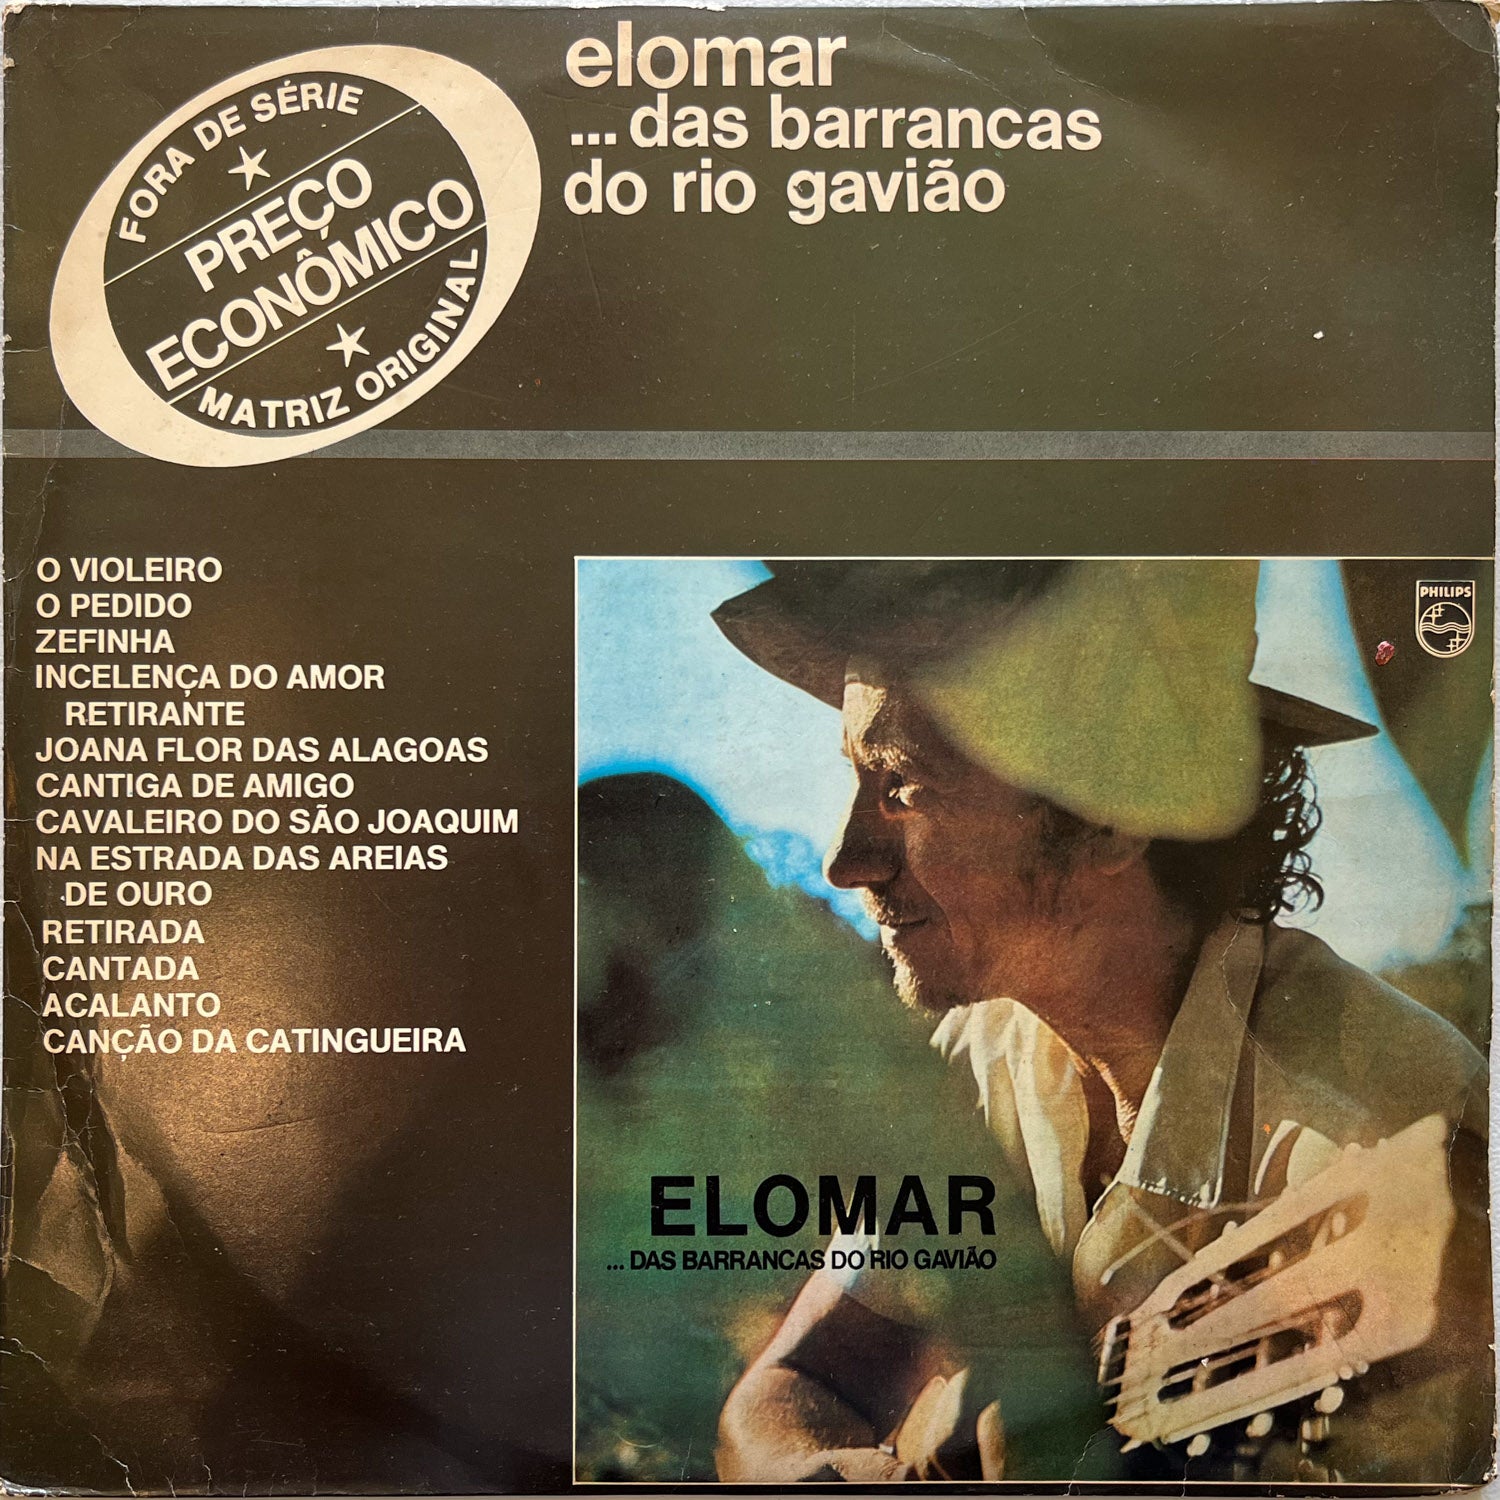 elomar
... das barrancas
do rio gavião
FORA DE SÉRIE
PREÇO
ECONÔMICO
MATRIZ ORIGINAL
O VIOLEIRO
O PEDIDO
ZEFINHA
INCELENÇA DO AMOR
RETIRANTE
JOANA FLOR DAS ALAGOAS
CANTIGA DE AMIGO
CAVALEIRO DO SÃO JOAQUIM
NA ESTRADA DAS AREIAS
DE OURO
RETIRADA
CANTADA
ACALANTO
CANÇÃO DA CATINGUEIRA
PHILIPS
ELOMAR
... DAS BARRANCAS DO RIO GAVIÃO